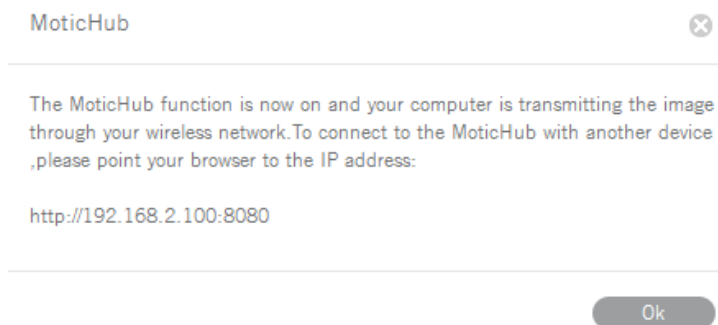 MoticHub
The MoticHub function is now on and your computer is transmitting the image
through your wireless network.To connect to the MoticHub with another device
,please point your browser to the IP address:
http://192.168.2.100:8080
Ok